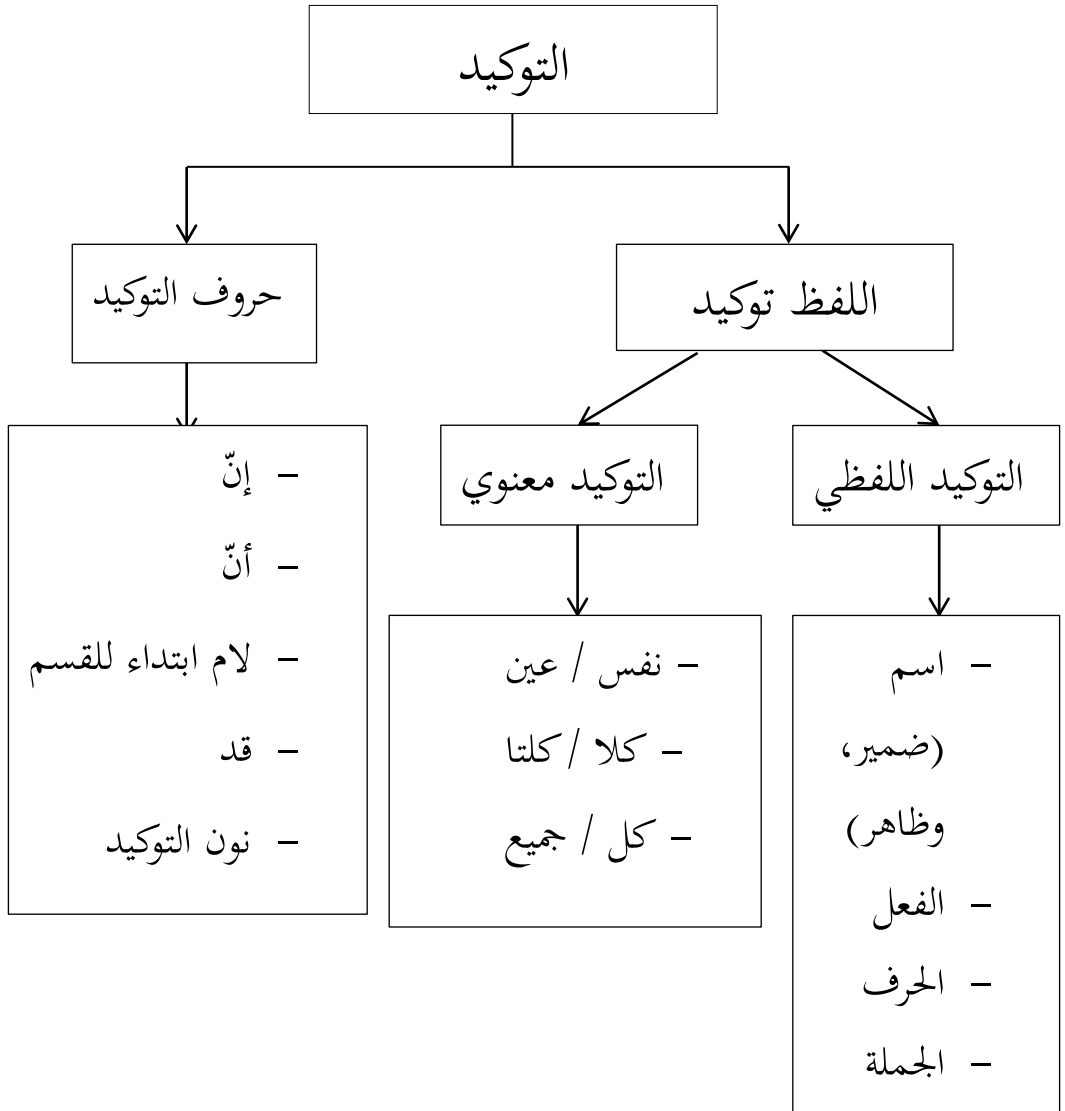 التوكيد
اللفظ توكيد
حروف التوكيد
التوكيد اللفظي
التوكيد معنوي
– اسم
(ضمير،
وظاهر)
– الفعل
– الحرف
– الجملة
– نفس / عين
– كلا / كلتا
– كل / جميع
– إنّ
– أنّ
– لام ابتداء للقسم
– قد
– نون التوكيد